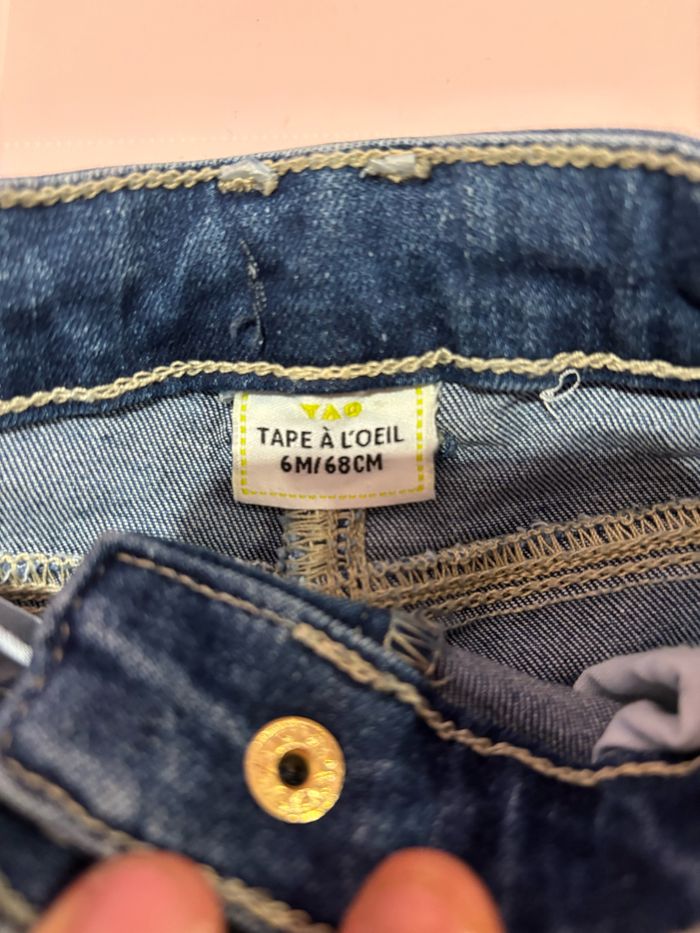 TAO
TAPE À L'OEIL
6M/68CM